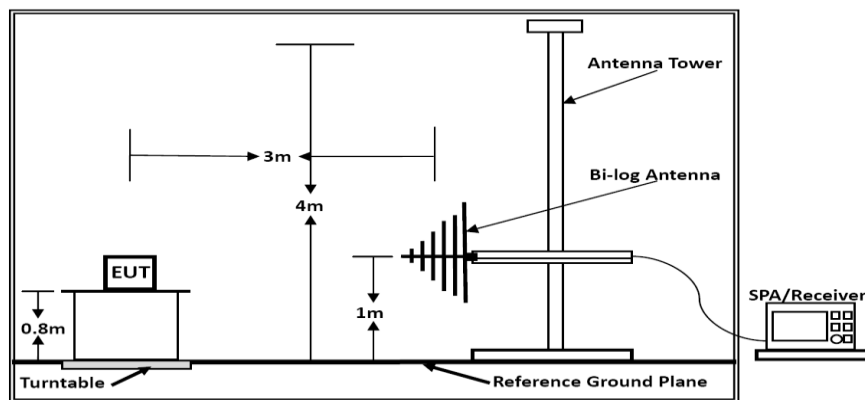 Antenna Tower
3m
Bi-log Antenna
4m
EUT
0.8m
1m
SPA/Receiver
Turntable
Reference Ground Plane